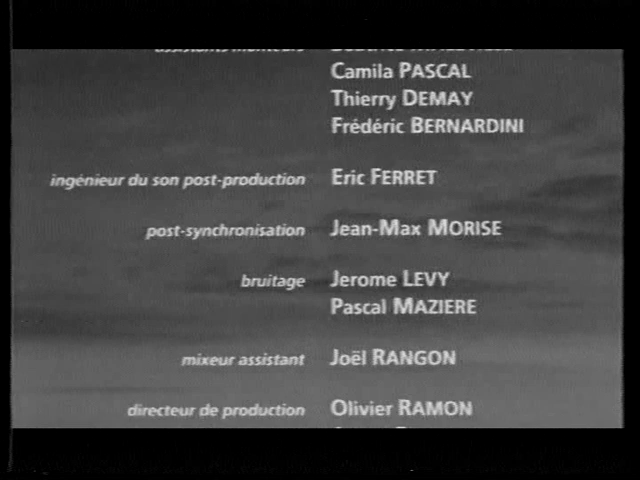 Camila PASCAL
Thierry DEMAY
Frédéric BERNARDINI
ingénieur du son post-production Eric FERRET
post-synchronisation Jean-Max MORISE
bruitage Jerome LEVY
Pascal MAZIERE
mixeur assistant Joël RANGON
directeur de production Olivier RAMON